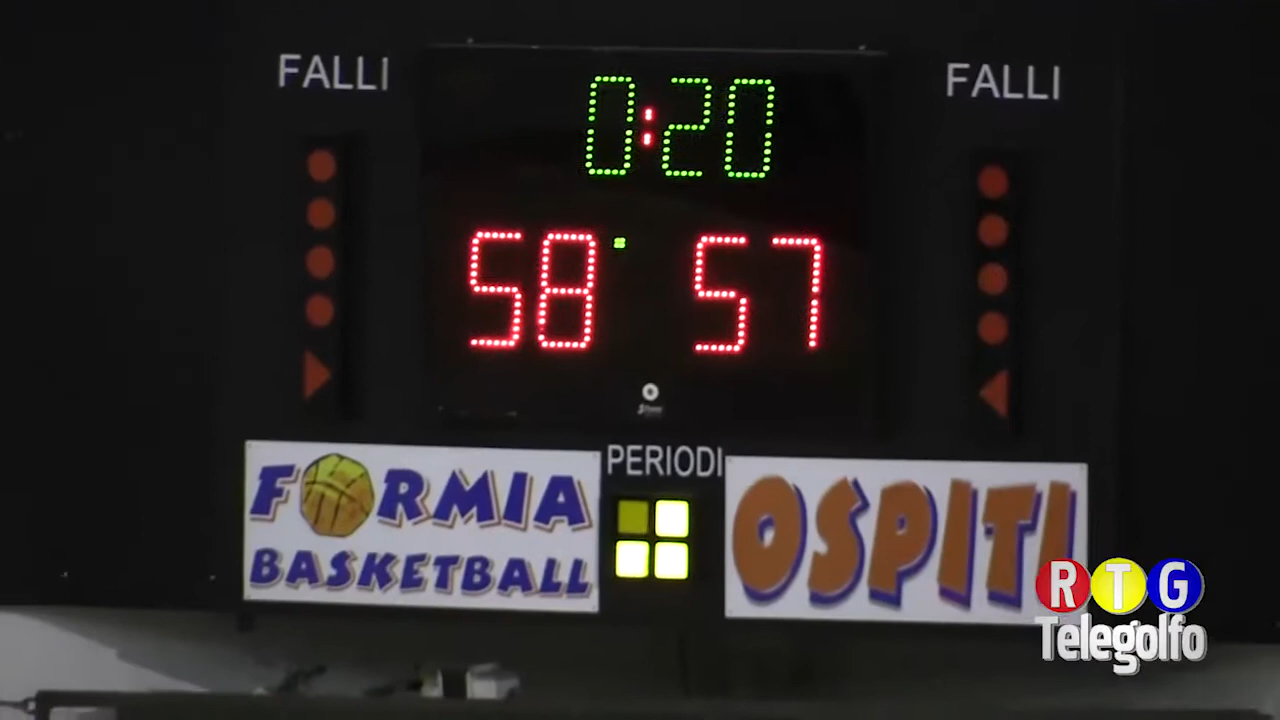 FALLI
FALLI
0:20
58 57
PERIODI
FORMIA
BASKETBALL
OSPITI
RTG
Telegolfo